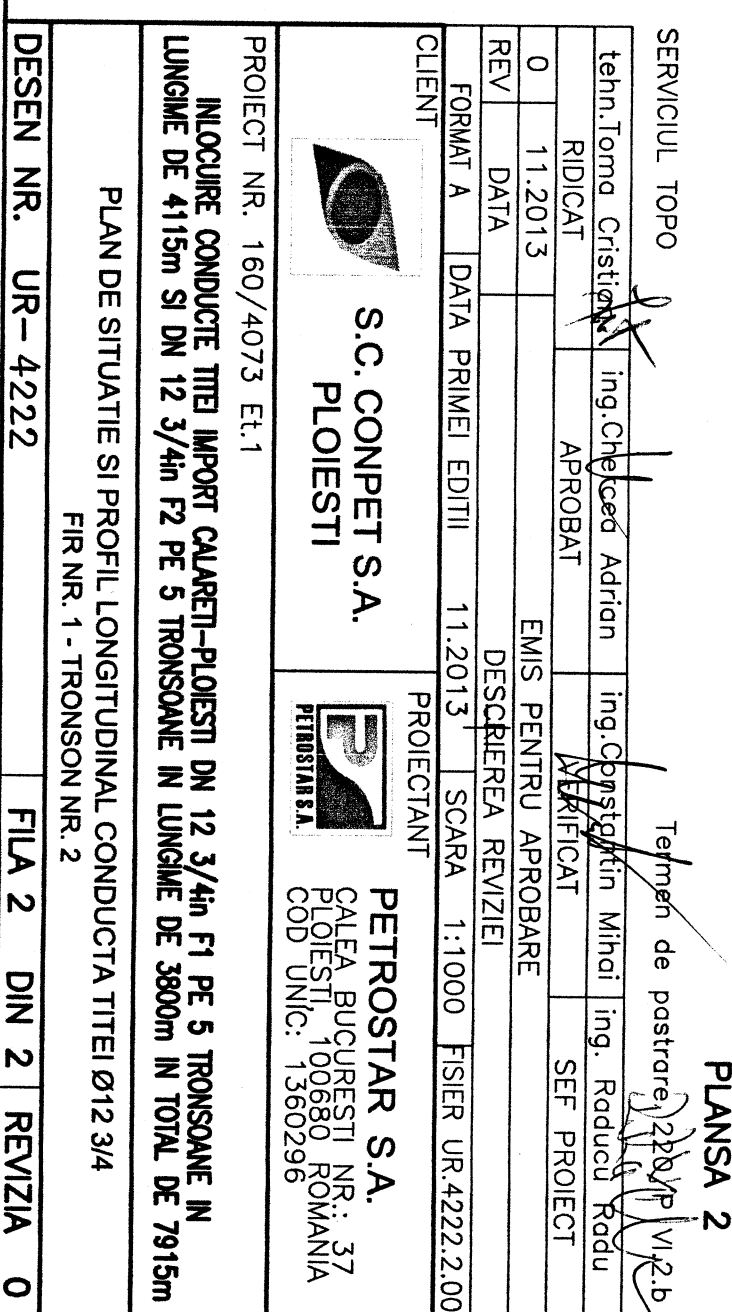 PLANSA 2
SERVICIUL TOPO Termen de pastrare, 220/P VI.2.b
tehn.Toma Cristian ing.Chelcea Adrian ing.Constantin Mihai ing. Raducu Radu
RIDICAT APROBAT VERIFICAT SEF PROIECT
0 11.2013 EMIS PENTRU APROBARE
REV DATA DESCRIEREA REVIZIEI
FORMAT A DATA PRIMEI EDITII 11.2013 SCARA 1:1000 FISIER UR.4222.2.00
CLIENT
S.C. CONPET S.A.
PLOIESTI
PROIECTANT
PETROSTAR S.A.
PETROSTAR S.A.
CALEA BUCURESTI NR.: 37
PLOIESTI, 100680 ROMANIA
COD UNIC: 1360296
PROIECT NR. 160/4073 Et.1
INLOCUIRE CONDUCTE TITEI IMPORT CALARETI-PLOIESTI DN 12 3/4in F1 PE 5 TRONSOANE IN
LUNGIME DE 4115m SI DN 12 3/4in F2 PE 5 TRONSOANE IN LUNGIME DE 3800m IN TOTAL DE 7915m
PLAN DE SITUATIE SI PROFIL LONGITUDINAL CONDUCTA TITEI Ø12 3/4
FIR NR. 1 - TRONSON NR. 2
DESEN NR. UR-4222 FILA 2 DIN 2 REVIZIA 0